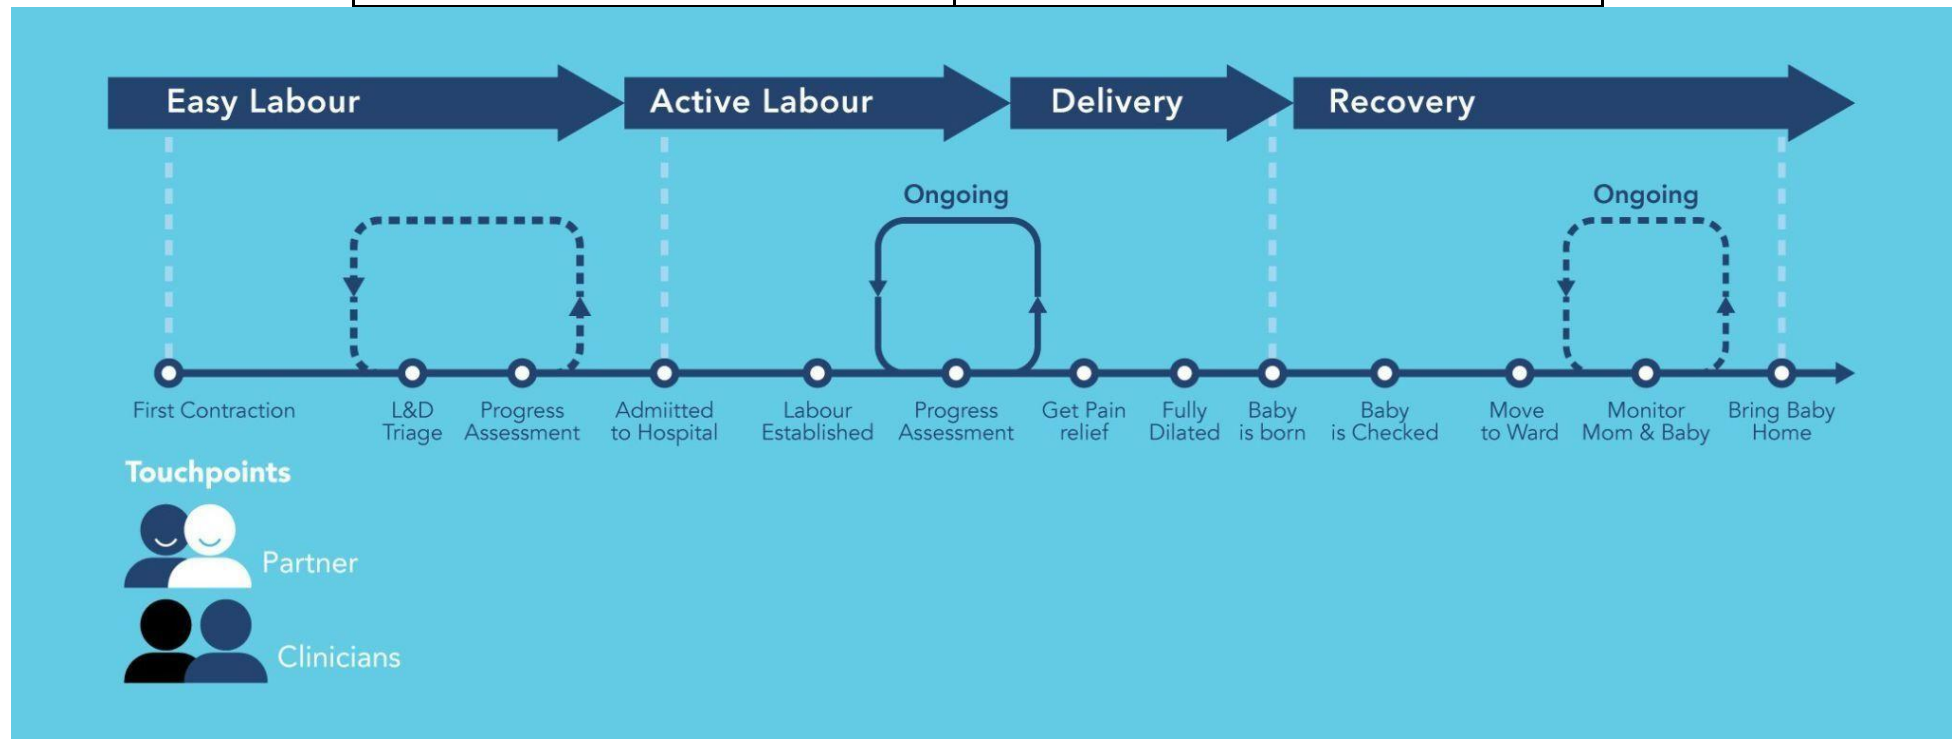 Easy Labour
Active Labour
Delivery
Recovery
Ongoing
Ongoing
First Contraction
L&D
Triage
Progress
Assessment
Admiitted
to Hospital
Labour
Established
Progress
Assessment
Get Pain
relief
Fully
Dilated
Baby
is born
Baby
is Checked
Move
to Ward
Monitor
Mom & Baby
Bring Baby
Home
Touchpoints
Partner
Clinicians